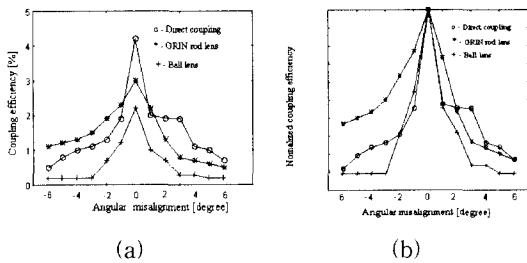 5
4
3
2
1
0
Coupling efficiency [%]
o - Direct coupling
* - GRIN rod lens
+ - Ball lens
-6 -4 -2 0 2 4 6
Angular misalignment [degree]
(a)
Nomalized coupling efficiency
o - Direct coupling
* - GRIN rod lens
+ - Ball lens
6 4 2 0 2 4 6
Angular misalignment [degree]
(b)